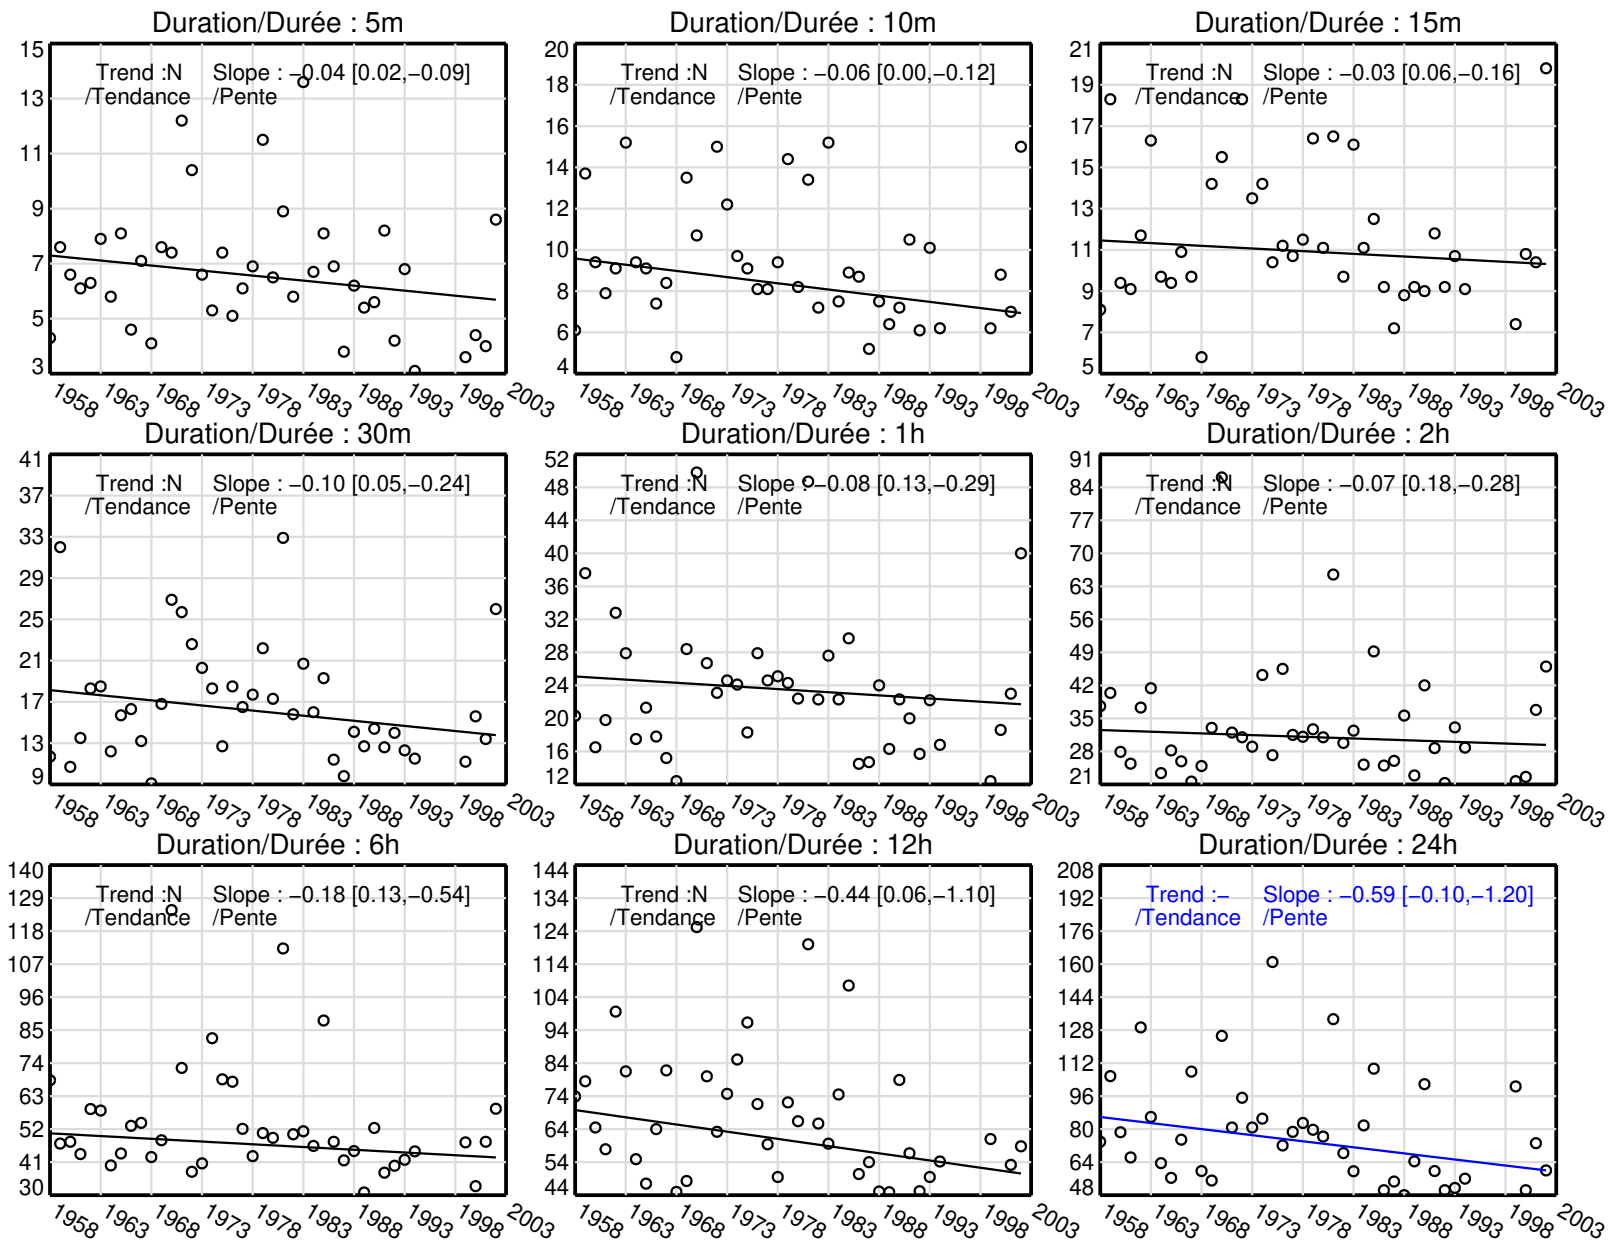 Duration/Durée : 5m
Trend :N Slope : −0.04 [0.02,−0.09]
/Tendance /Pente
15
13
11
9
7
5
3
1958 1963 1968 1973 1978 1983 1988 1993 1998 2003
Duration/Durée : 10m
Trend :N Slope : −0.06 [0.00,−0.12]
/Tendance /Pente
20
18
16
14
12
10
8
6
4
1958 1963 1968 1973 1978 1983 1988 1993 1998 2003
Duration/Durée : 15m
Trend :N Slope : −0.03 [0.06,−0.16]
/Tendance /Pente
21
19
17
15
13
11
9
7
5
1958 1963 1968 1973 1978 1983 1988 1993 1998 2003
Duration/Durée : 30m
Trend :N Slope : −0.10 [0.05,−0.24]
/Tendance /Pente
41
37
33
29
25
21
17
13
9
1958 1963 1968 1973 1978 1983 1988 1993 1998 2003
Duration/Durée : 1h
Trend :N Slope : −0.08 [0.13,−0.29]
/Tendance /Pente
52
48
44
40
36
32
28
24
20
16
12
1958 1963 1968 1973 1978 1983 1988 1993 1998 2003
Duration/Durée : 2h
Trend :N Slope : −0.07 [0.18,−0.28]
/Tendance /Pente
91
84
77
70
63
56
49
42
35
28
21
1958 1963 1968 1973 1978 1983 1988 1993 1998 2003
Duration/Durée : 6h
Trend :N Slope : −0.18 [0.13,−0.54]
/Tendance /Pente
140
129
118
107
96
85
74
63
52
41
30
1958 1963 1968 1973 1978 1983 1988 1993 1998 2003
Duration/Durée : 12h
Trend :N Slope : −0.44 [0.06,−1.10]
/Tendance /Pente
144
134
124
114
104
94
84
74
64
54
44
1958 1963 1968 1973 1978 1983 1988 1993 1998 2003
Duration/Durée : 24h
Trend :− Slope : −0.59 [−0.10,−1.20]
/Tendance /Pente
208
192
176
160
144
128
112
96
80
64
48
1958 1963 1968 1973 1978 1983 1988 1993 1998 2003